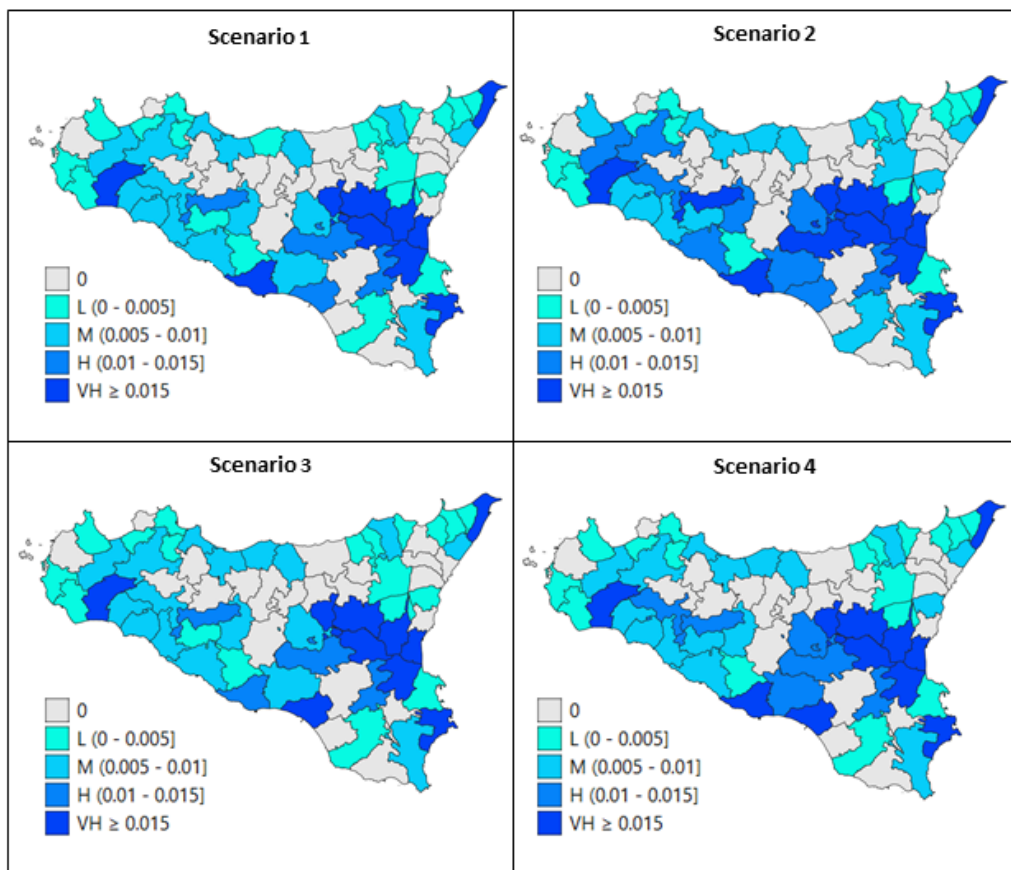 Scenario 1
0
L (0 - 0.005]
M (0.005 - 0.01]
H (0.01 - 0.015]
VH ≥ 0.015
Scenario 2
0
L (0 - 0.005]
M (0.005 - 0.01]
H (0.01 - 0.015]
VH ≥ 0.015
Scenario 3
0
L (0 - 0.005]
M (0.005 - 0.01]
H (0.01 - 0.015]
VH ≥ 0.015
Scenario 4
0
L (0 - 0.005]
M (0.005 - 0.01]
H (0.01 - 0.015]
VH ≥ 0.015